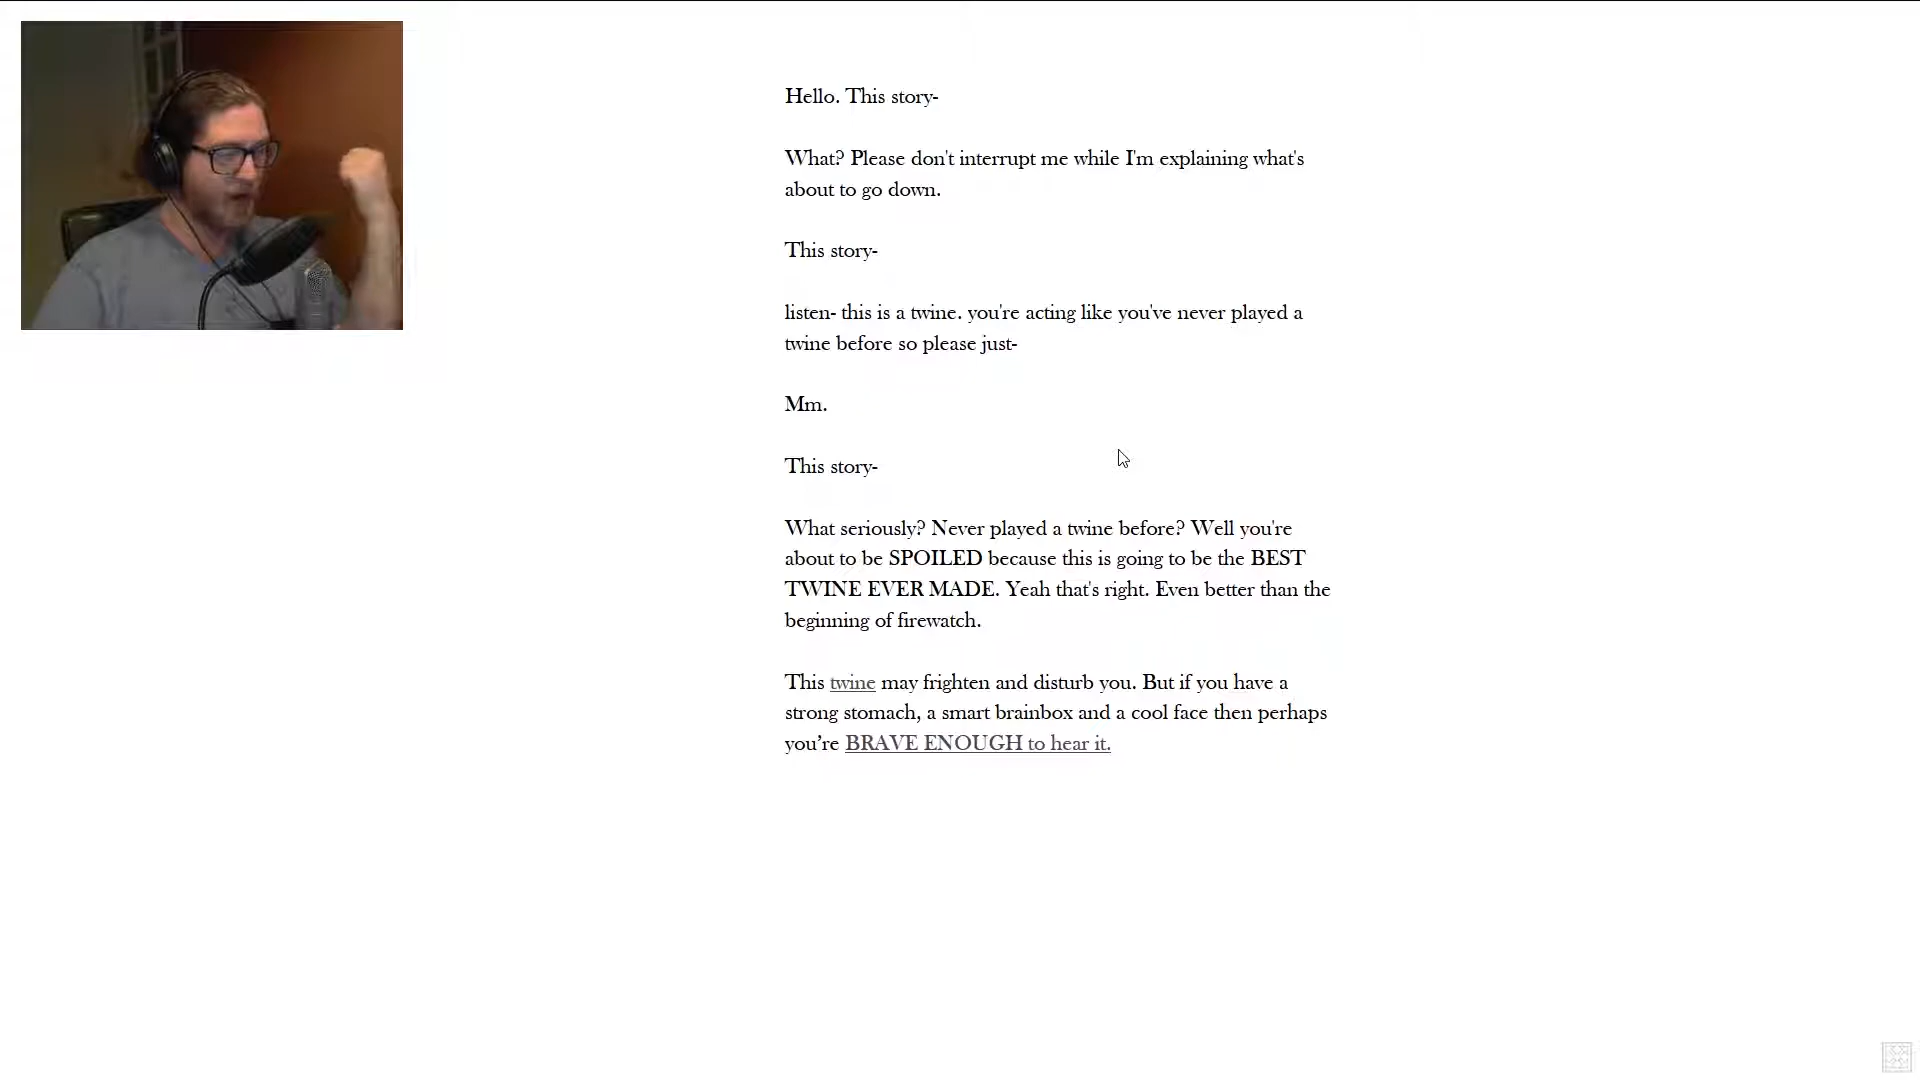 Hello. This story-
What? Please don't interrupt me while I'm explaining what's
about to go down.
This story-
listen- this is a twine. you're acting like you've never played a
twine before so please just-
Mm.
This story-
What seriously? Never played a twine before? Well you're
about to be SPOILED because this is going to be the BEST
TWINE EVER MADE. Yeah that's right. Even better than the
beginning of firewatch.
This twine may frighten and disturb you. But if you have a
strong stomach, a smart brainbox and a cool face then perhaps
you’re BRAVE ENOUGH to hear it.